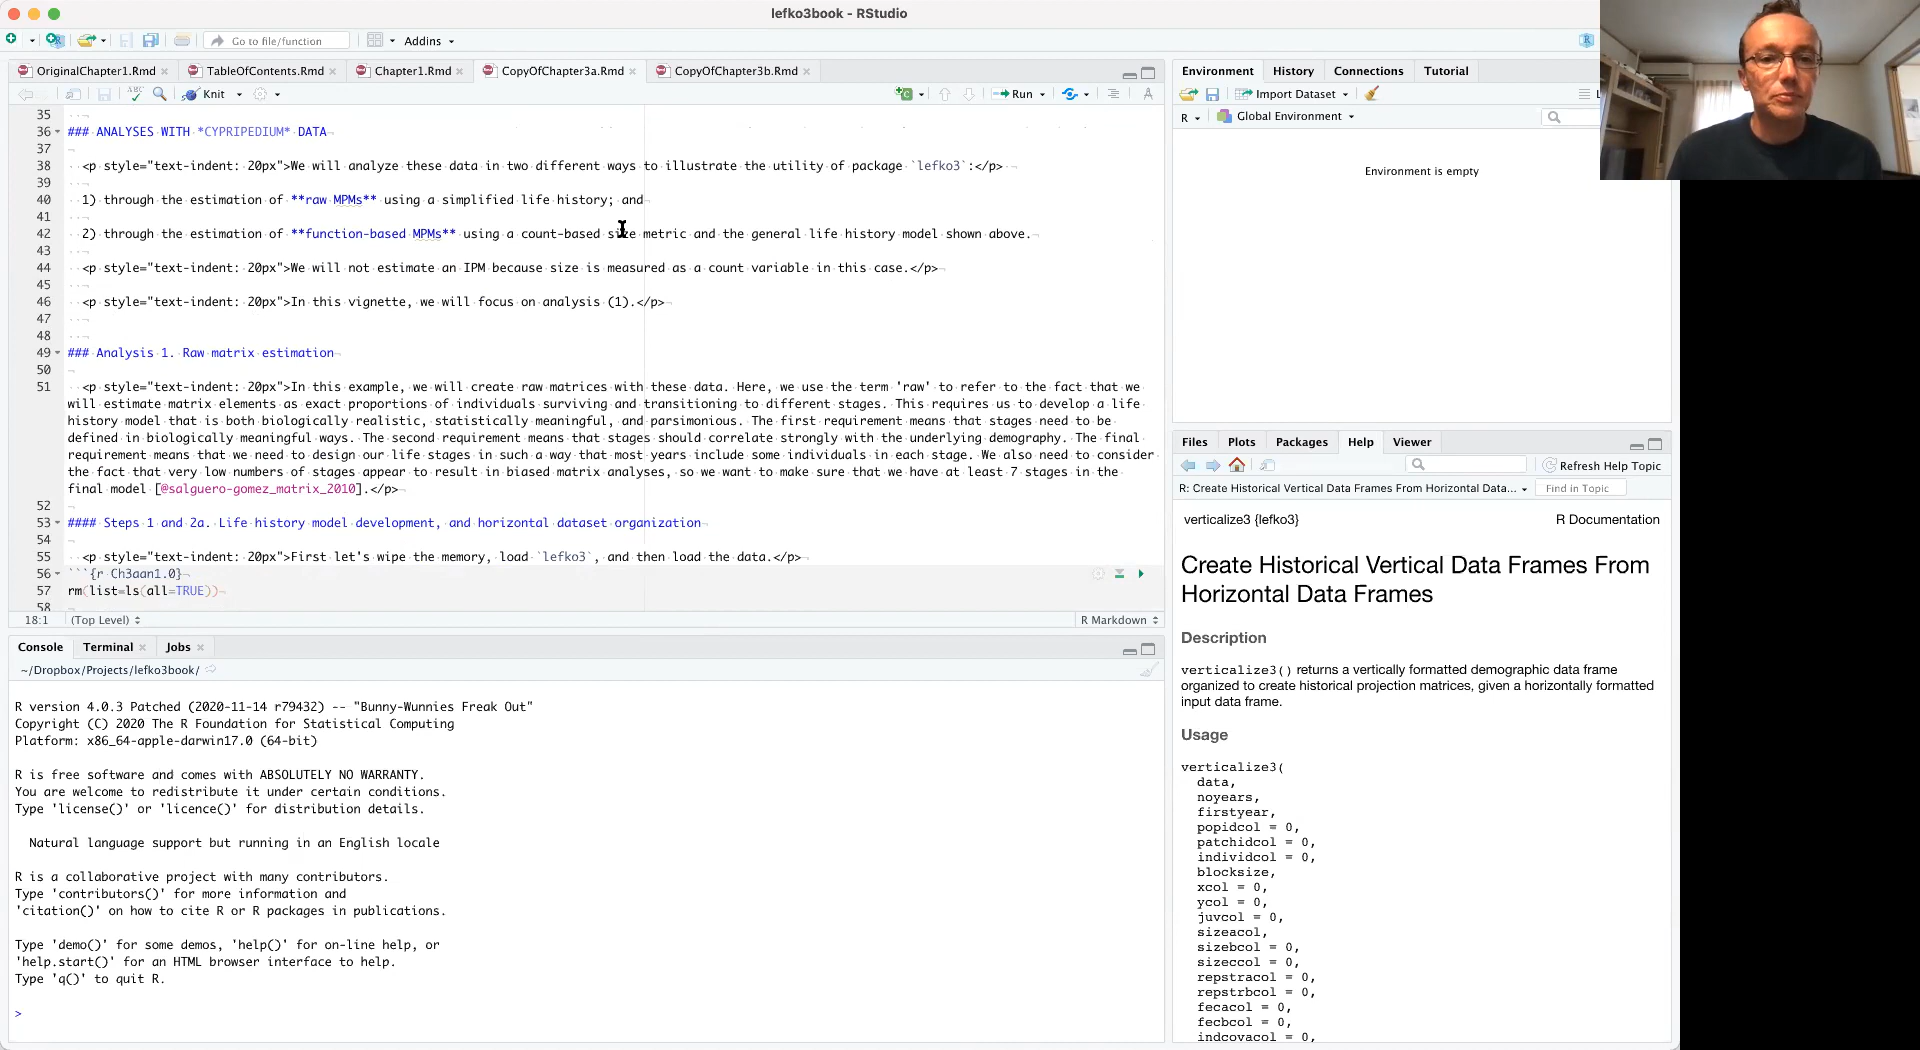 lefko3book - RStudio
Go to file/function
Addins
OriginalChapter1.Rmd
TableOfContents.Rmd
Chapter1.Rmd
CopyOfChapter3a.Rmd
CopyOfChapter3b.Rmd
ABC
Knit
Run
35
36 ### ANALYSES WITH *CYPRIPEDIUM* DATA
37
38 <p style="text-indent: 20px">We will analyze these data in two different ways to illustrate the utility of package `lefko3`:</p>
39
40 1) through the estimation of **raw MPMs** using a simplified life history; and
41
42 2) through the estimation of **function-based MPMs** using a count-based size metric and the general life history model shown above.
43
44 <p style="text-indent: 20px">We will not estimate an IPM because size is measured as a count variable in this case.</p>
45
46 <p style="text-indent: 20px">In this vignette, we will focus on analysis (1).</p>
47
48
49 ### Analysis 1. Raw matrix estimation
50
51 <p style="text-indent: 20px">In this example, we will create raw matrices with these data. Here, we use the term 'raw' to refer to the fact that we
will estimate matrix elements as exact proportions of individuals surviving and transitioning to different stages. This requires us to develop a life
history model that is both biologically realistic, statistically meaningful, and parsimonious. The first requirement means that stages need to be
defined in biologically meaningful ways. The second requirement means that stages should correlate strongly with the underlying demography. The final
requirement means that we need to design our life stages in such a way that most years include some individuals in each stage. We also need to consider
the fact that very low numbers of stages appear to result in biased matrix analyses, so we want to make sure that we have at least 7 stages in the
final model [@salguero-gomez_matrix_2010].</p>
52
53 #### Steps 1 and 2a. Life history model development, and horizontal dataset organization
54
55 <p style="text-indent: 20px">First let's wipe the memory, load `lefko3`, and then load the data.</p>
56 ```{r Ch3aan1.0}
57 rm(list=ls(all=TRUE))
58
18:1 (Top Level)
R Markdown
Console
Terminal
Jobs
~/Dropbox/Projects/lefko3book/
R version 4.0.3 Patched (2020-11-14 r79432) -- "Bunny-Wunnies Freak Out"
Copyright (C) 2020 The R Foundation for Statistical Computing
Platform: x86_64-apple-darwin17.0 (64-bit)
R is free software and comes with ABSOLUTELY NO WARRANTY.
You are welcome to redistribute it under certain conditions.
Type 'license()' or 'licence()' for distribution details.
Natural language support but running in an English locale
R is a collaborative project with many contributors.
Type 'contributors()' for more information and
'citation()' on how to cite R or R packages in publications.
Type 'demo()' for some demos, 'help()' for on-line help, or
'help.start()' for an HTML browser interface to help.
Type 'q()' to quit R.
>
Environment
History
Connections
Tutorial
Import Dataset
R
Global Environment
Environment is empty
Files
Plots
Packages
Help
Viewer
Refresh Help Topic
R: Create Historical Vertical Data Frames From Horizontal Data...
Find in Topic
verticalize3 {lefko3}
R Documentation
Create Historical Vertical Data Frames From
Horizontal Data Frames
Description
verticalize3() returns a vertically formatted demographic data frame
organized to create historical projection matrices, given a horizontally formatted
input data frame.
Usage
verticalize3(
data,
noyears,
firstyear,
popidcol = 0,
patchidcol = 0,
individcol = 0,
blocksize,
xcol = 0,
ycol = 0,
juvcol = 0,
sizeacol,
sizebcol = 0,
sizeccol = 0,
repstracol = 0,
repstrbcol = 0,
fecacol = 0,
fecbcol = 0,
indcovacol = 0,